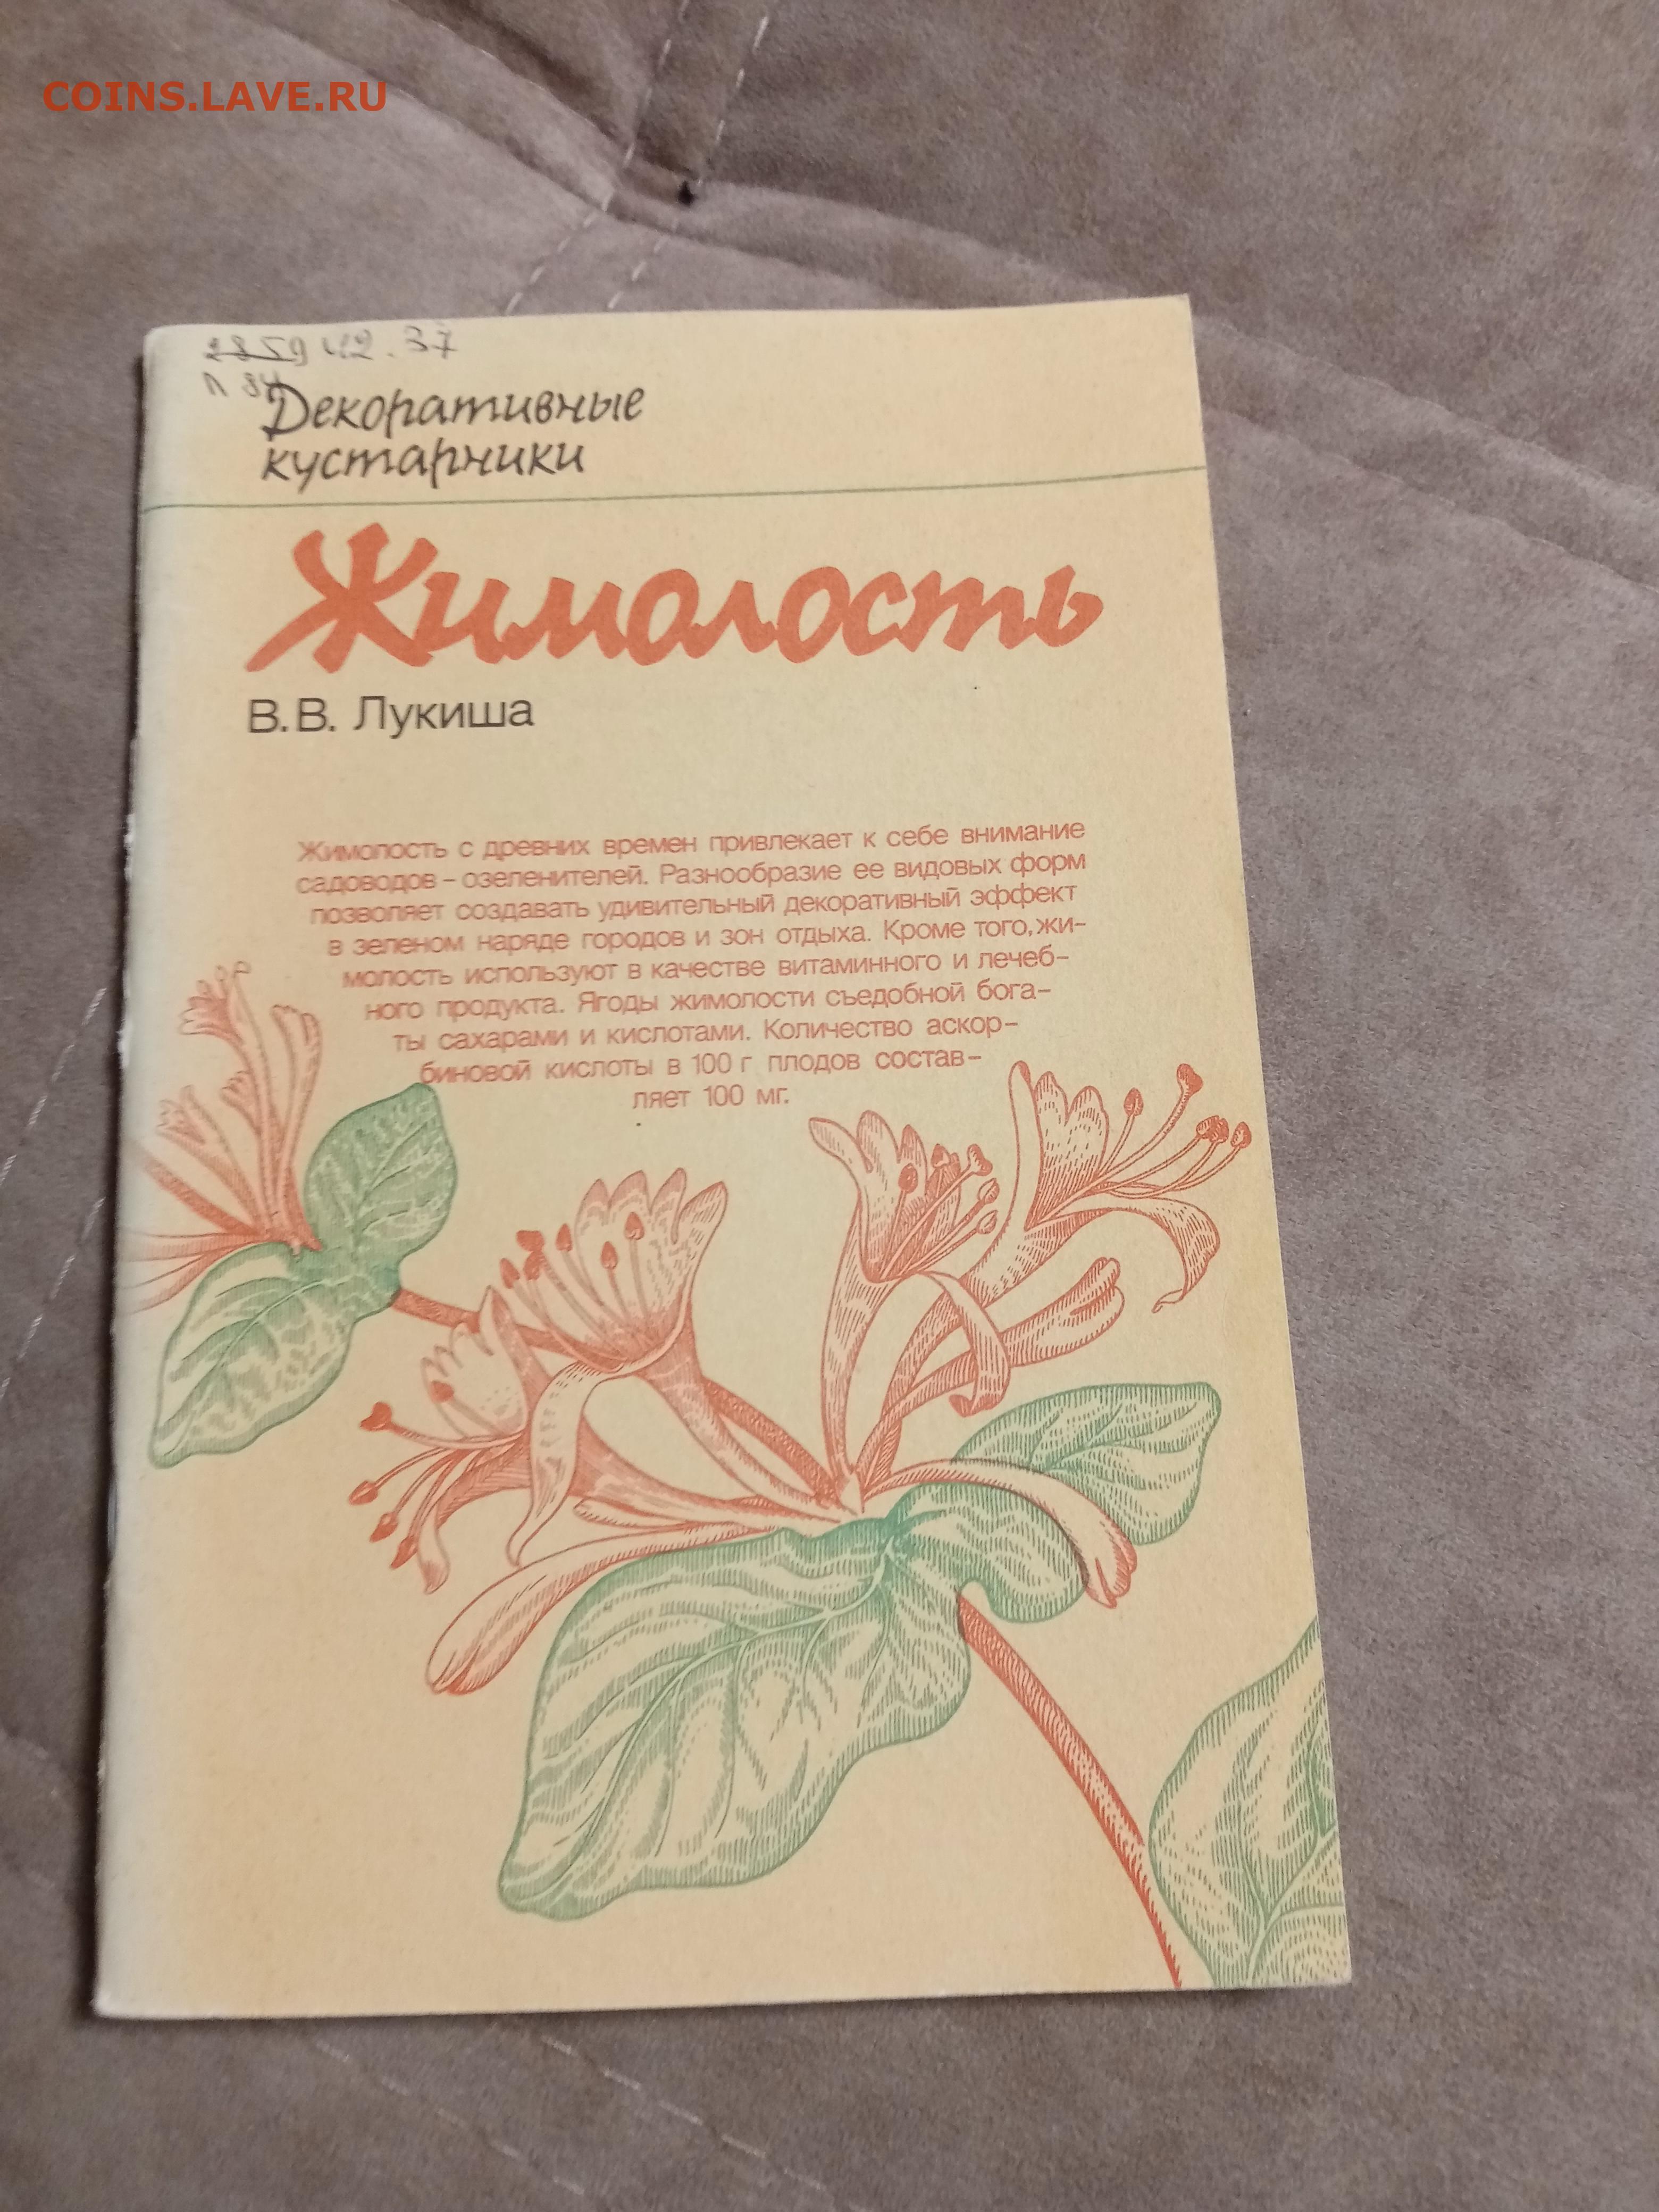 COINS.LAVE.RU
42.37
Декоративные
кустарники
Жимолость
В.В. Лукиша
Жимолость с древних времен привлекает к себе внимание
садоводов – озеленителей. Разнообразие ее видовых форм
позволяет создавать удивительный декоративный эффект
в зеленом наряде городов и зон отдыха. Кроме того, жи-
молость используют в качестве витаминного и лечеб-
ного продукта. Ягоды жимолости съедобной бога-
ты сахарами и кислотами. Количество аскор-
биновой кислоты в 100 г плодов состав-
ляет 100 мг.